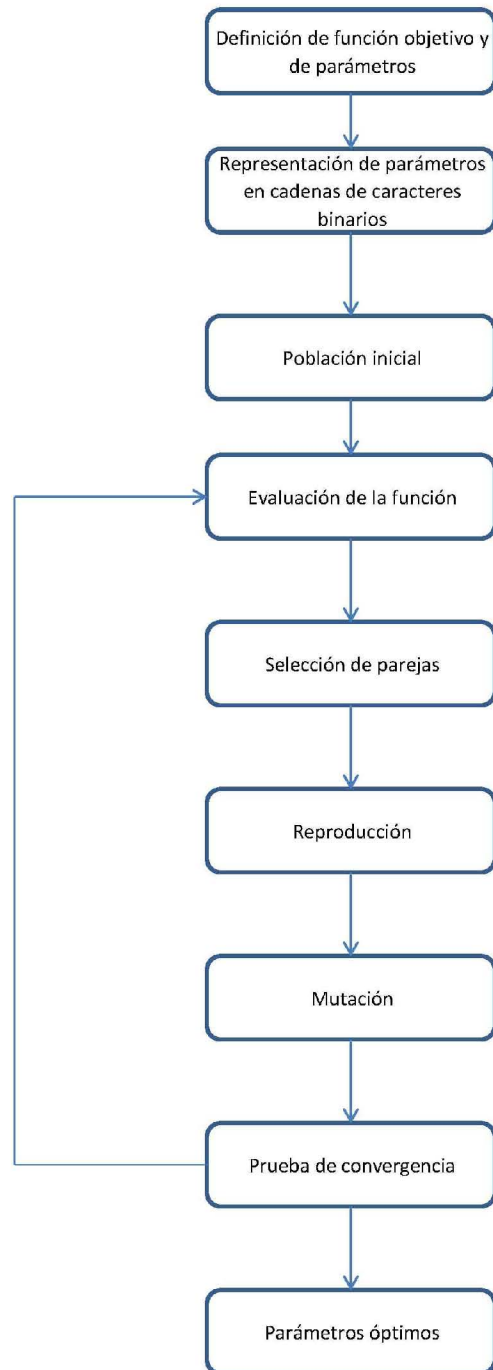 Definición de función objetivo y
de parámetros
Representación de parámetros
en cadenas de caracteres
binarios
Población inicial
Evaluación de la función
Selección de parejas
Reproducción
Mutación
Prueba de convergencia
Parámetros óptimos